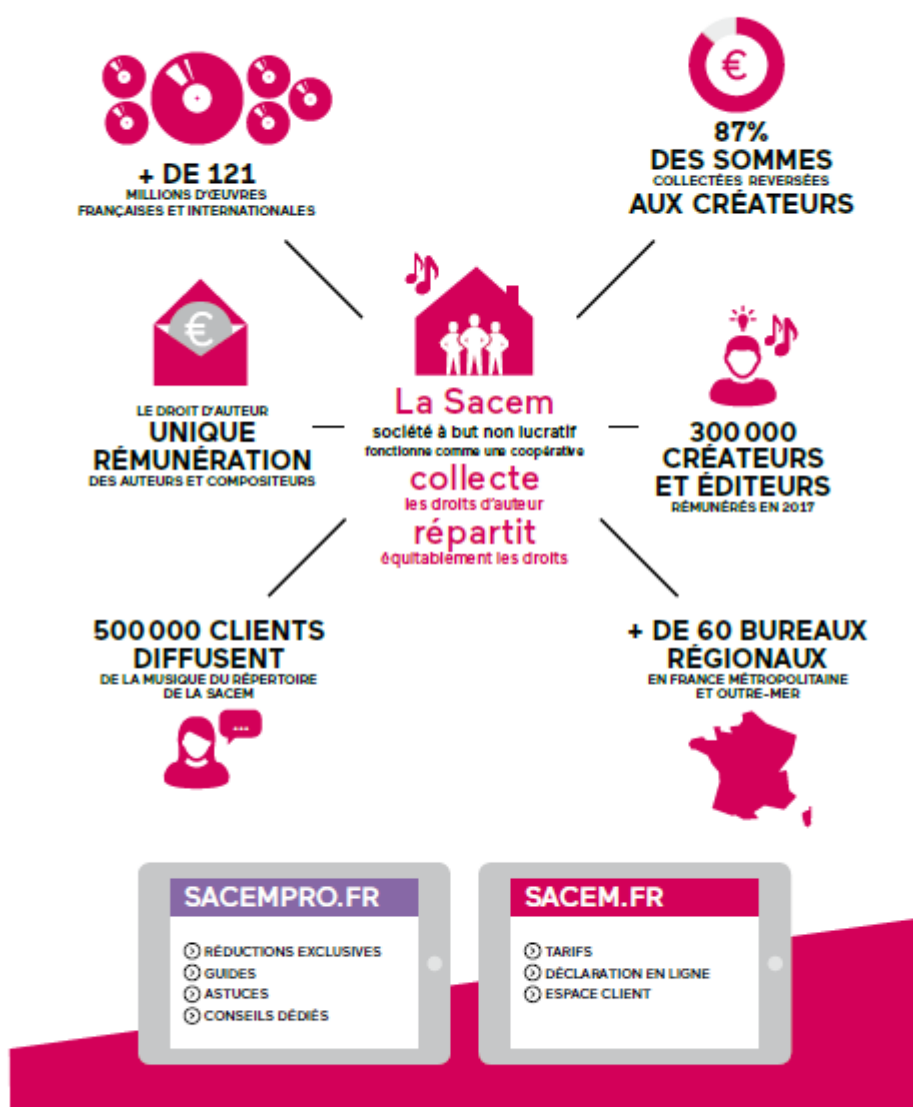 + DE 121
MILLIONS D'ŒUVRES
FRANÇAISES ET INTERNATIONALES
€
87%
DES SOMMES
COLLECTÉES REVERSÉES
AUX CRÉATEURS
€
LE DROIT D'AUTEUR
UNIQUE
RÉMUNÉRATION
DES AUTEURS ET COMPOSITEURS
La Sacem
société à but non lucratif
fonctionne comme une coopérative
collecte
les droits d'auteur
répartit
équitablement les droits
300 000
CRÉATEURS
ET ÉDITEURS
RÉMUNÉRÉS EN 2017
500 000 CLIENTS
DIFFUSENT
DE LA MUSIQUE DU RÉPERTOIRE
DE LA SACEM
...
+ DE 60 BUREAUX
RÉGIONAUX
EN FRANCE MÉTROPOLITAINE
ET OUTRE-MER
SACEMPRO.FR
RÉDUCTIONS EXCLUSIVES
GUIDES
ASTUCES
CONSEILS DÉDIÉS
SACEM.FR
TARIFS
DÉCLARATION EN LIGNE
ESPACE CLIENT